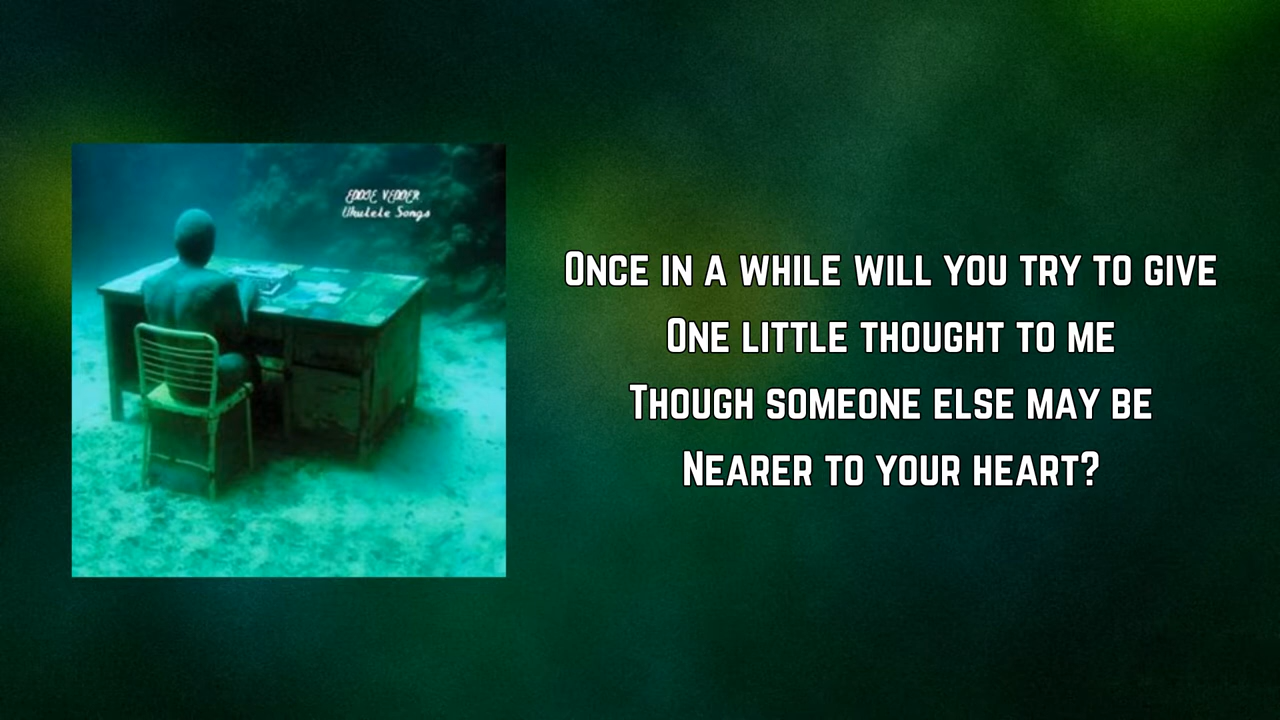 EDDIE VEDDER
Ukulele Songs
Once in a while will you try to give
One little thought to me
Though someone else may be
Nearer to your heart?